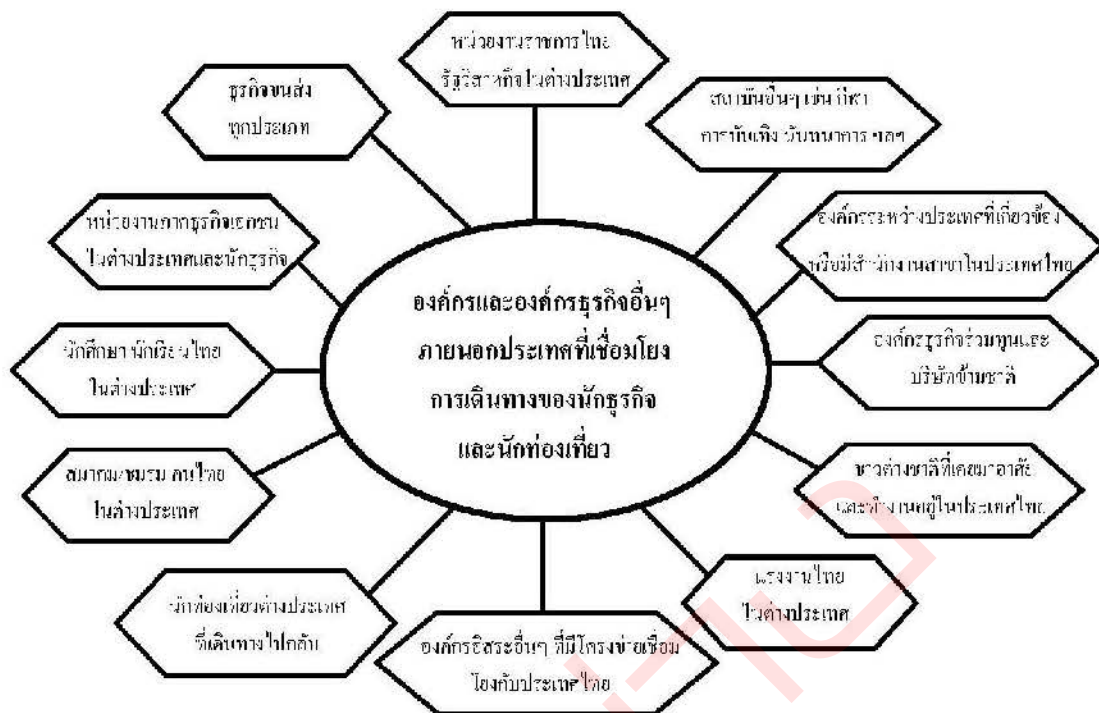 หน่วยงานราชการไทย
รัฐวิสาหกิจในต่างประเทศ
ธุรกิจขนส่ง
ทุกประเภท
สถาบันอื่นๆ เช่น กีฬา
การบันเทิง นันทนาการ ฯลฯ
หน่วยงานภาคธุรกิจเอกชน
ในต่างประเทศและนักธุรกิจ
องค์กรระหว่างประเทศที่เกี่ยวข้อง
หรือมีสำนักงานสาขาในประเทศไทย
องค์กรและองค์กรธุรกิจอื่นๆ
ภายนอกประเทศที่เชื่อมโยง
การเดินทางของนักธุรกิจ
และนักท่องเที่ยว
นักศึกษา นักเรียนไทย
ในต่างประเทศ
องค์กรธุรกิจร่วมทุนและ
บริษัทข้ามชาติ
สมาคม/ชมรม คนไทย
ในต่างประเทศ
ชาวต่างชาติที่เคยมาอาศัย
และทำงานอยู่ในประเทศไทย
นักท่องเที่ยวต่างประเทศ
ที่เดินทางไปกลับ
องค์กรอิสระอื่นๆ ที่มีโครงข่ายเชื่อม
โยงกับประเทศไทย
แรงงานไทย
ในต่างประเทศ